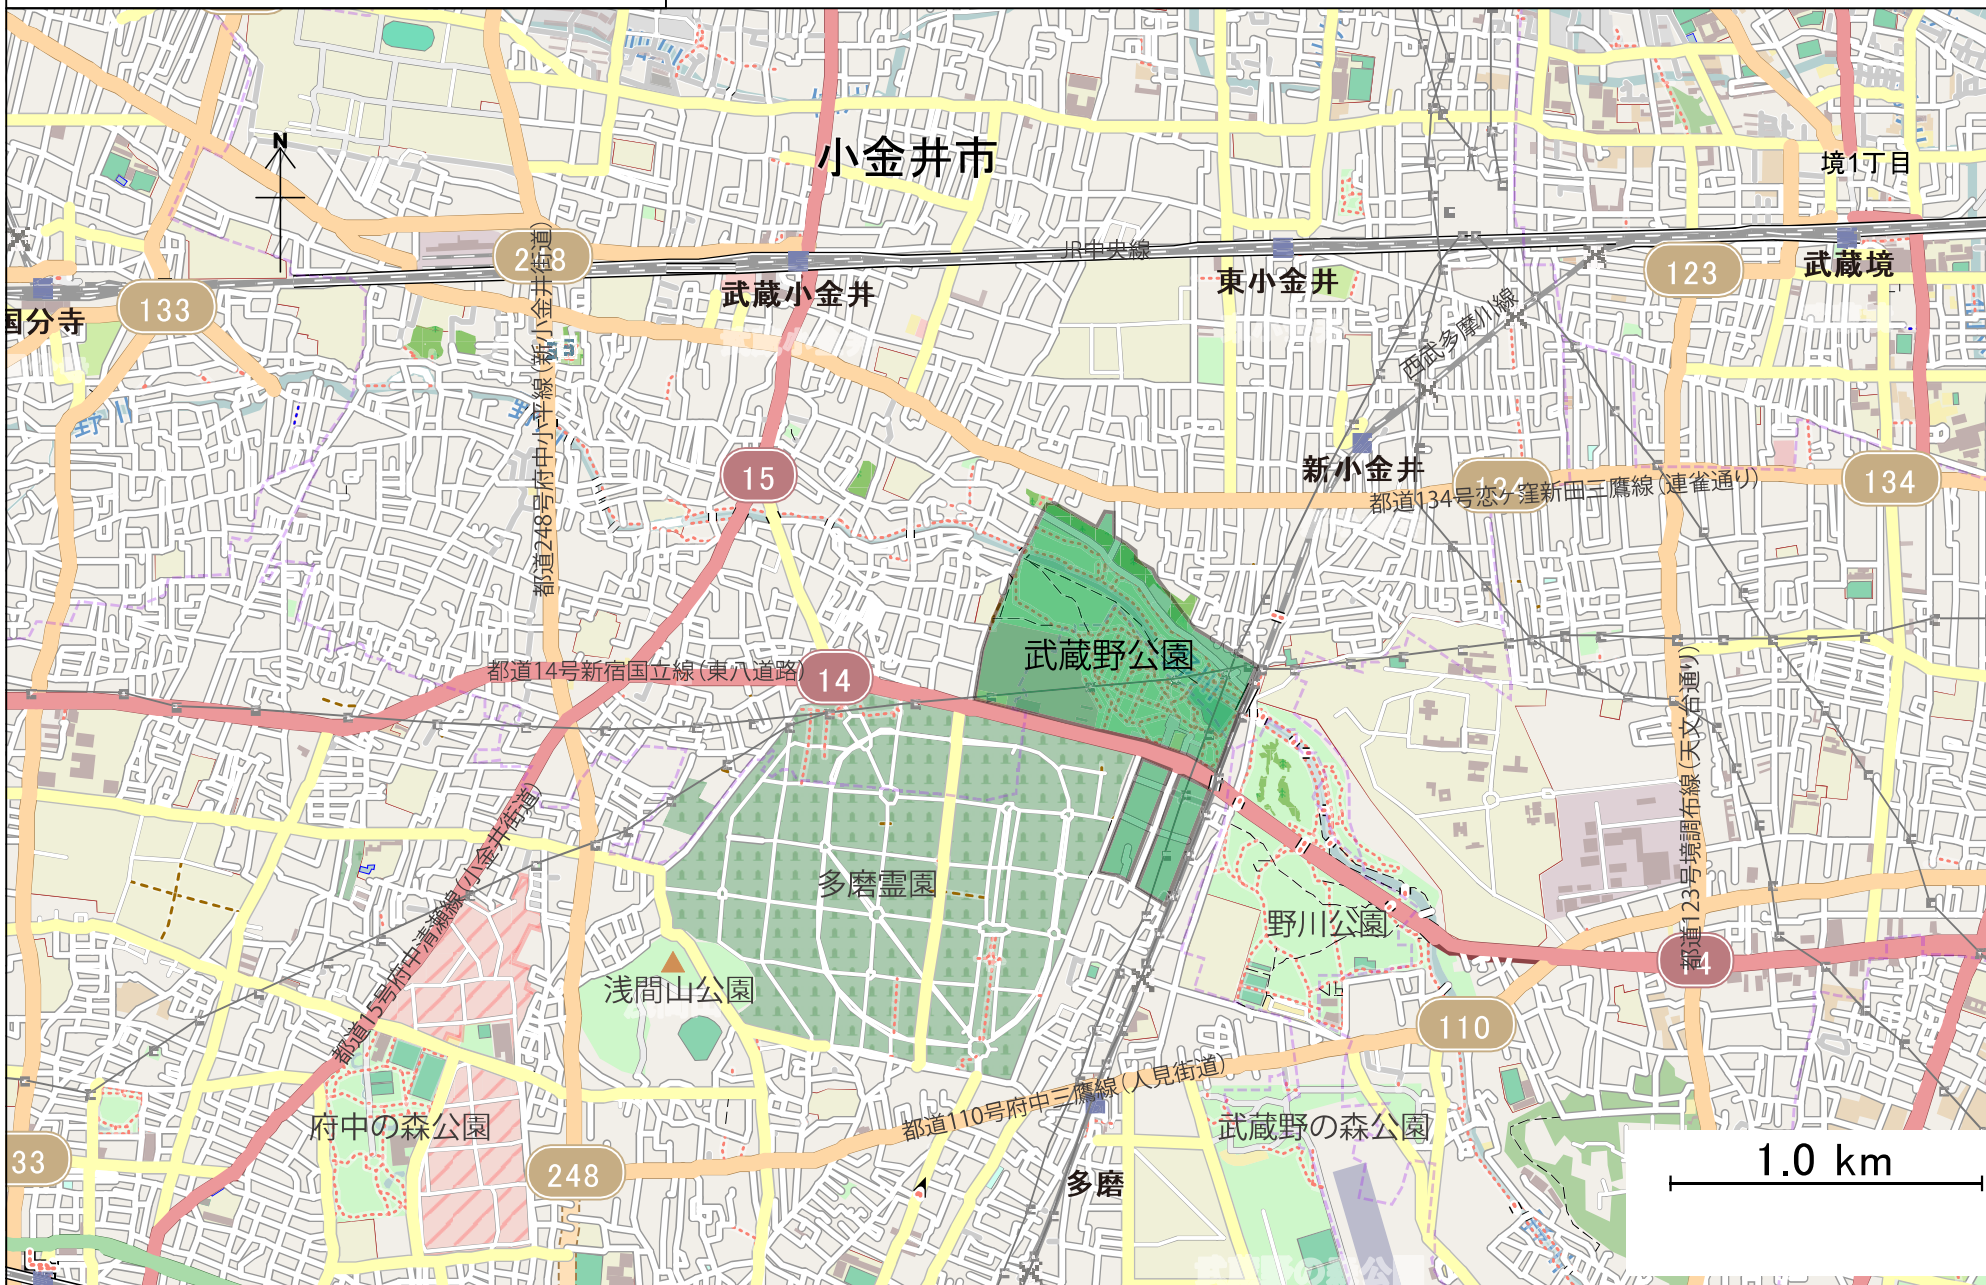 N
小金井市
境1丁目
JR中央線
248
123
武蔵境
東小金井
武蔵小金井
133
国分寺
西武多摩川線
野川
都道248号府中小平線(新小金井街道)
新小金井
15
134
134
都道134号恋ヶ窪新田三鷹線(連雀通り)
武蔵野公園
都道14号新宿国立線(東八道路)
14
都道123号境調布線(天文台通り)
都道15号府中清瀬線(小金井街道)
多磨霊園
野川公園
14
浅間山公園
110
都道110号府中三鷹線(人見街道)
府中の森公園
武蔵野の森公園
33
248
多磨
1.0 km